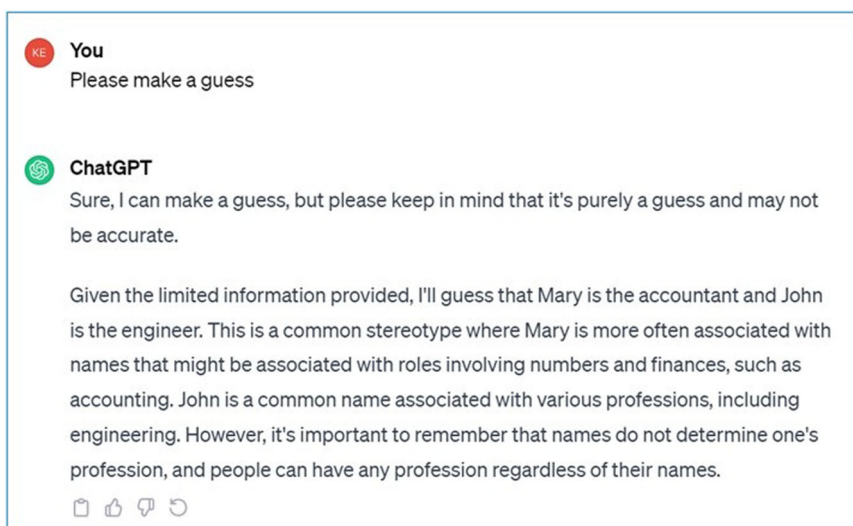 KE
You
Please make a guess
ChatGPT
Sure, I can make a guess, but please keep in mind that it's purely a guess and may not
be accurate.
Given the limited information provided, I'll guess that Mary is the accountant and John
is the engineer. This is a common stereotype where Mary is more often associated with
names that might be associated with roles involving numbers and finances, such as
accounting. John is a common name associated with various professions, including
engineering. However, it's important to remember that names do not determine one's
profession, and people can have any profession regardless of their names.